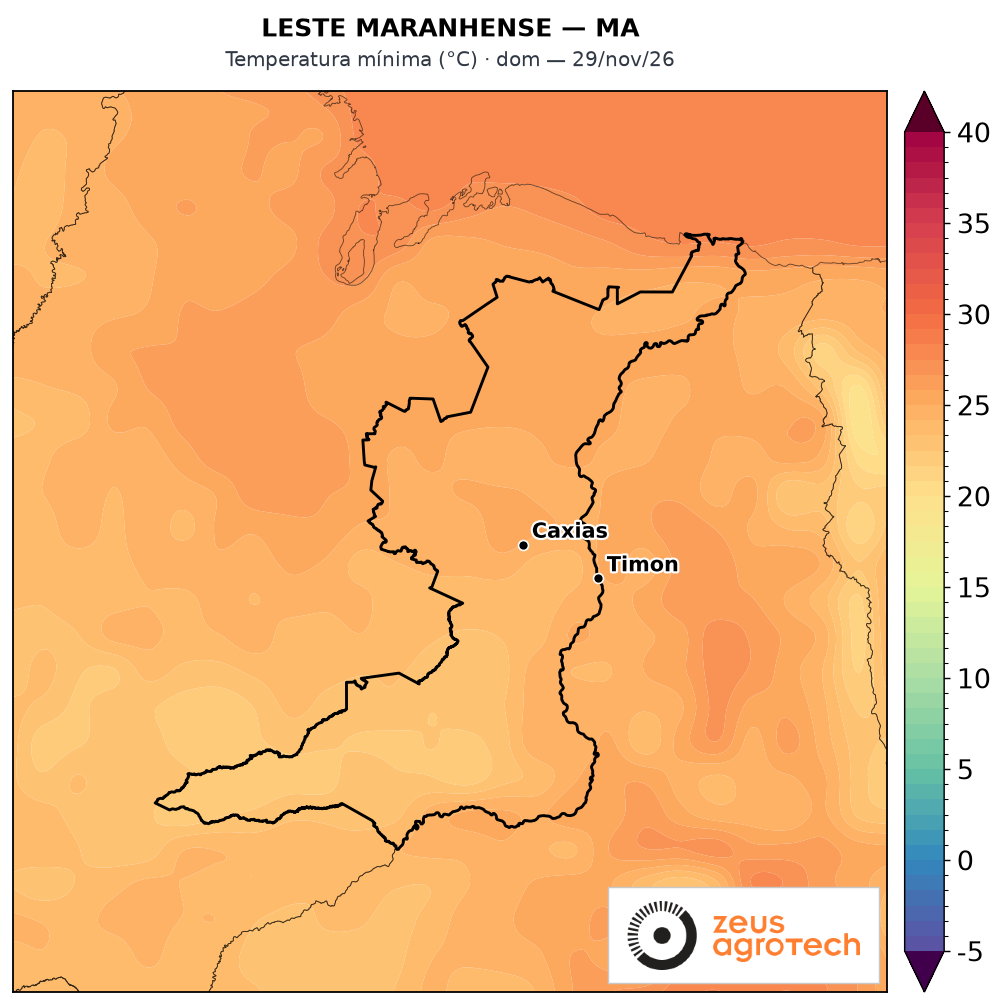 LESTE MARANHENSE — MA
Temperatura mínima (°C) · dom — 29/nov/26
40
35
30
25
20
15
10
5
0
-5
Caxias
Timon
zeus
agrotech